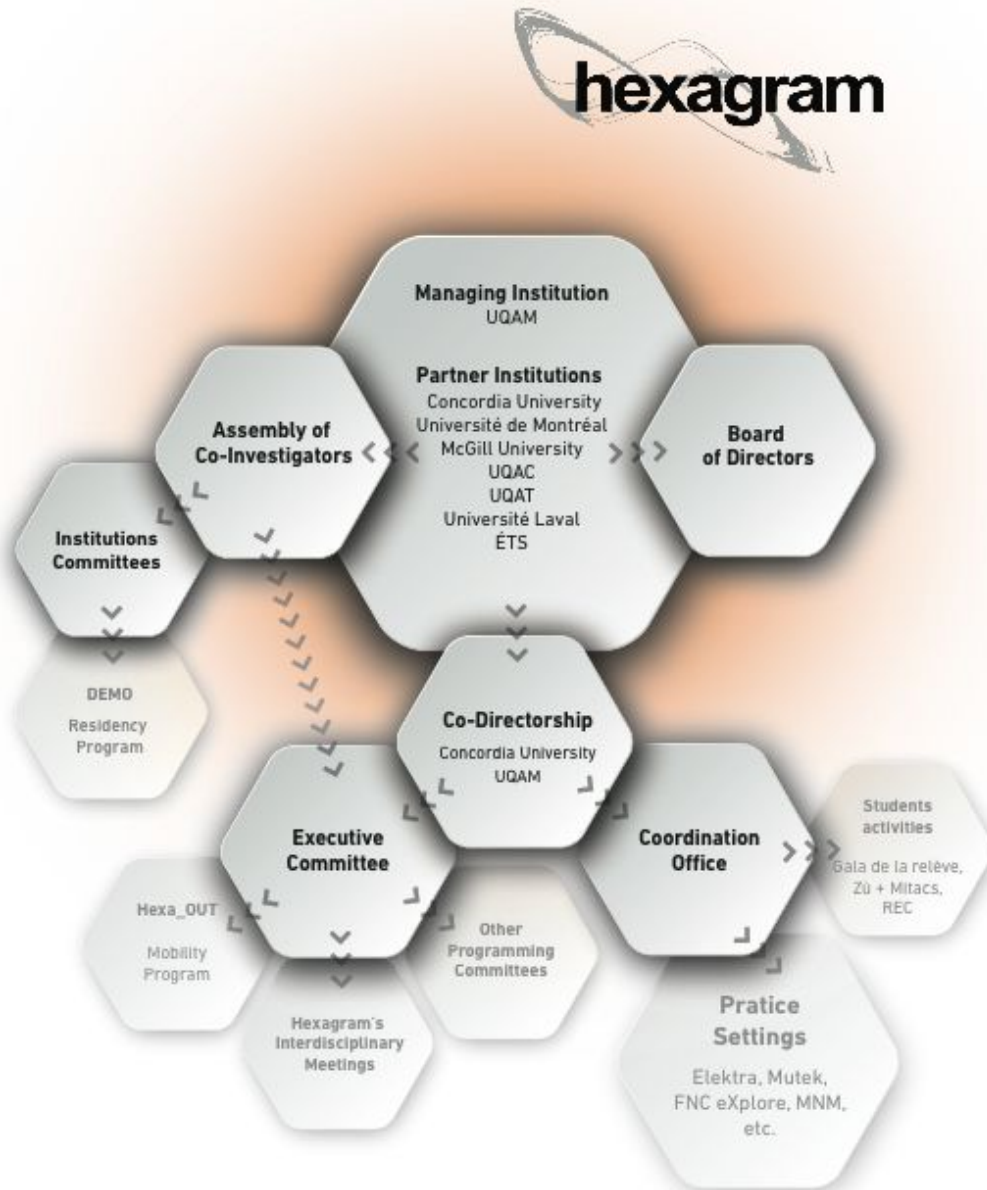 hexagram
Managing Institution
UQAM
Partner Institutions
Concordia University
Université de Montréal
McGill University
UQAC
UQAT
Université Laval
ÉTS
Assembly of
Co-Investigators
Board
of Directors
Institutions
Committees
DEMO
Residency
Program
Co-Directorship
Concordia University
UQAM
Executive
Committee
Coordination
Office
Students
activities
Gala de la relève,
Zú + Mitacs,
REC
Hexa_OUT
Mobility
Program
Other
Programming
Committees
Hexagram's
Interdisciplinary
Meetings
Pratice
Settings
Elektra, Mutek,
FNC eXplore, MNM,
etc.